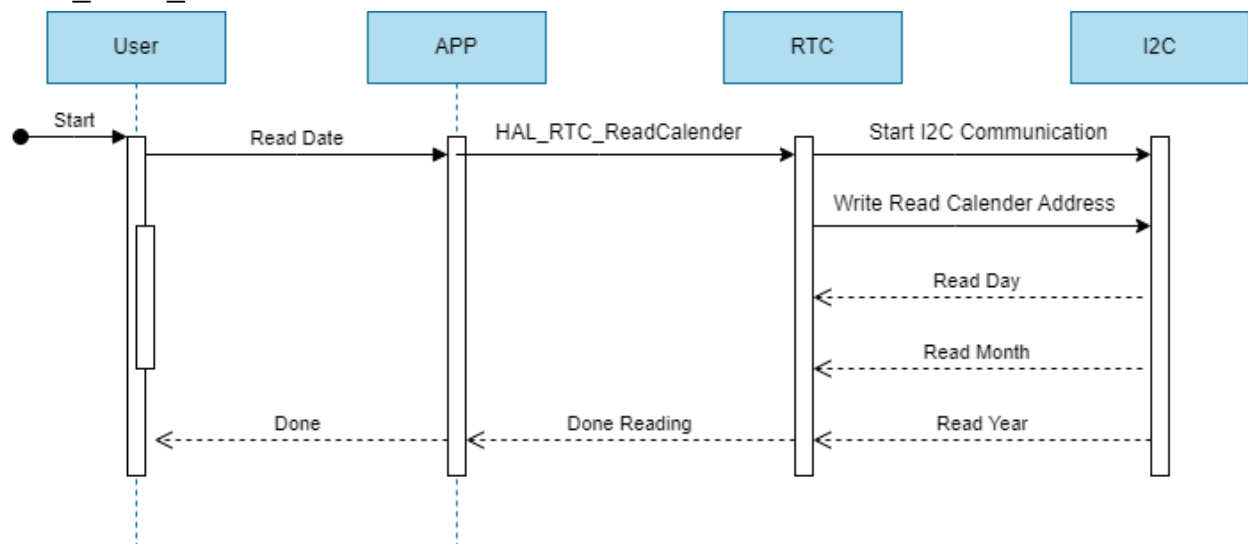 User
APP
RTC
I2C
Start
Read Date
HAL_RTC_ReadCalender
Start I2C Communication
Write Read Calender Address
Read Day
Read Month
Done
Done Reading
Read Year